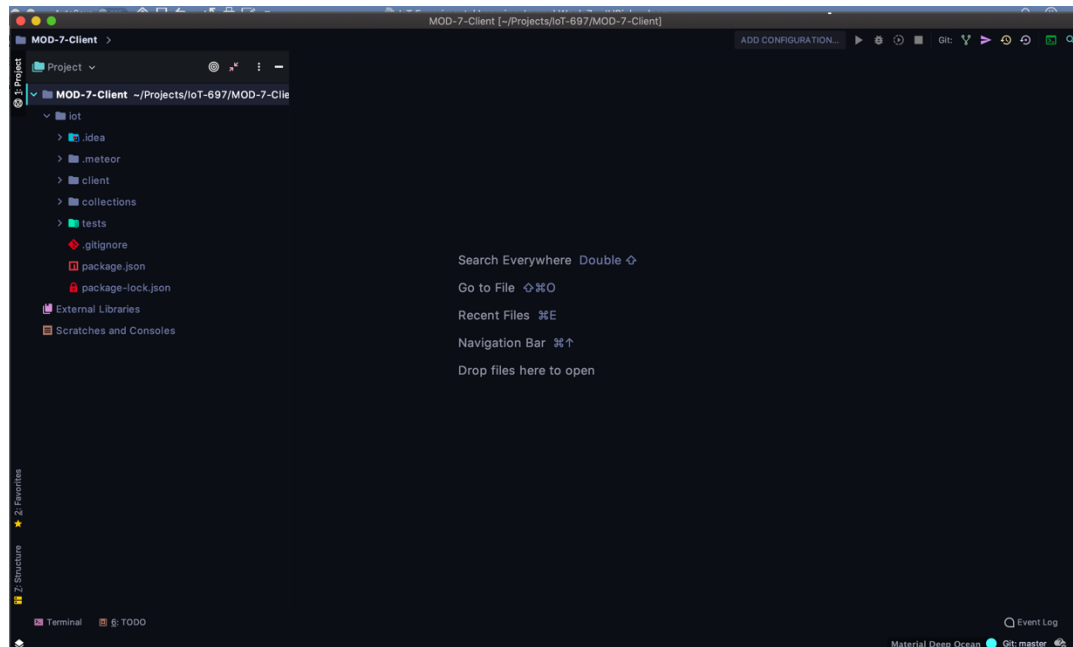 MOD-7-Client [~/Projects/IoT-697/MOD-7-Client]
MOD-7-Client >
ADD CONFIGURATION...
Git:
1: Project
Project
MOD-7-Client ~/Projects/IoT-697/MOD-7-Clie
iot
.idea
.meteor
client
collections
tests
.gitignore
package.json
package-lock.json
External Libraries
Scratches and Consoles
Search Everywhere Double ⇧
Go to File ⇧⌘O
Recent Files ⌘E
Navigation Bar ⌘↑
Drop files here to open
2: Favorites
7: Structure
Terminal
6: TODO
Event Log
Material Deep Ocean
Git: master